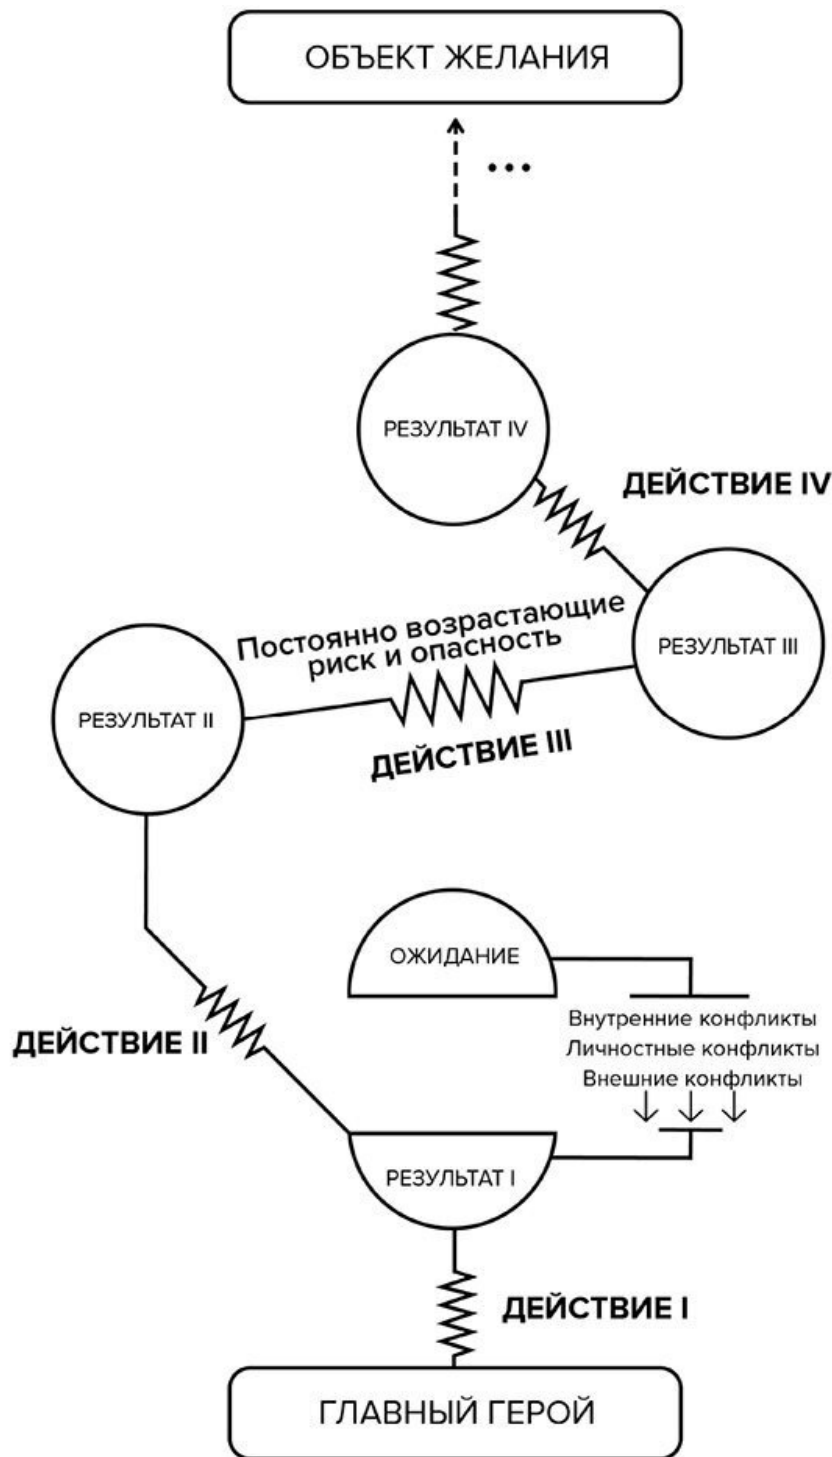 ОБЪЕКТ ЖЕЛАНИЯ
...
РЕЗУЛЬТАТ IV
ДЕЙСТВИЕ IV
Постоянно возрастающие
риск и опасность
РЕЗУЛЬТАТ III
РЕЗУЛЬТАТ II
ДЕЙСТВИЕ III
ОЖИДАНИЕ
Внутренние конфликты
Личностные конфликты
Внешние конфликты
ДЕЙСТВИЕ II
РЕЗУЛЬТАТ I
ДЕЙСТВИЕ I
ГЛАВНЫЙ ГЕРОЙ